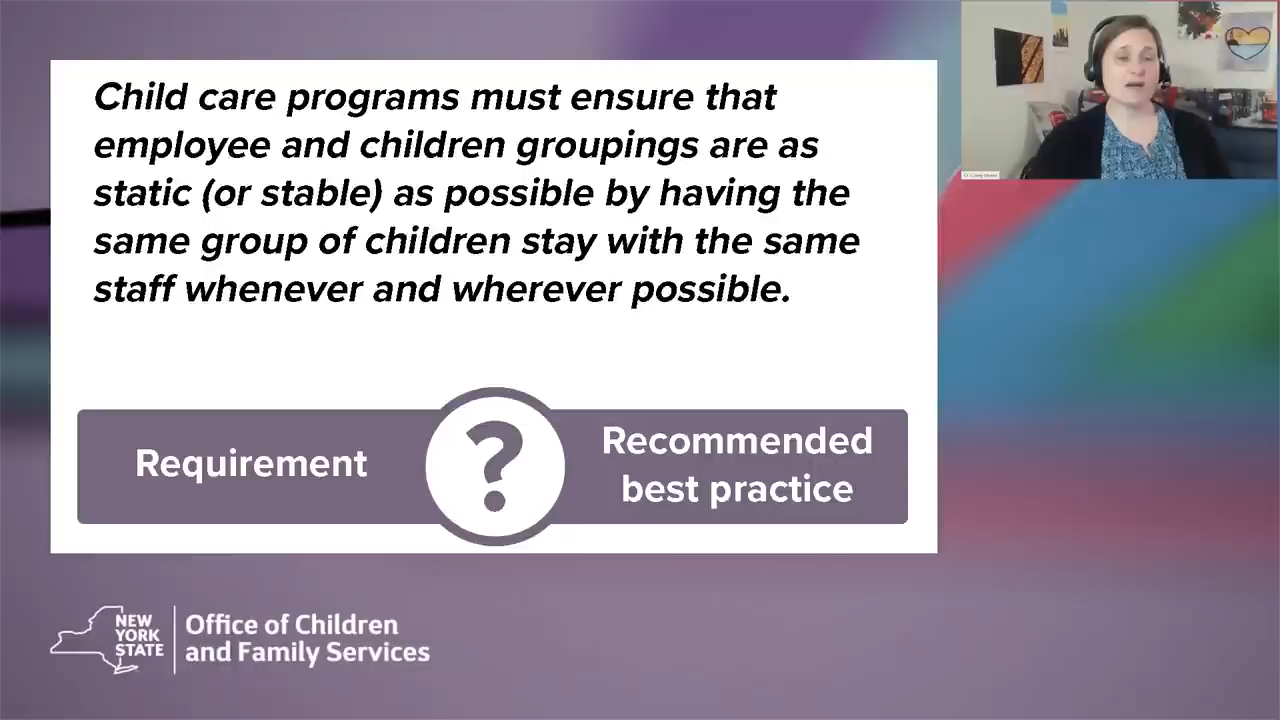 Child care programs must ensure that
employee and children groupings are as
static (or stable) as possible by having the
same group of children stay with the same
staff whenever and wherever possible.
Requirement
?
Recommended
best practice
NEW
YORK
STATE
Office of Children
and Family Services